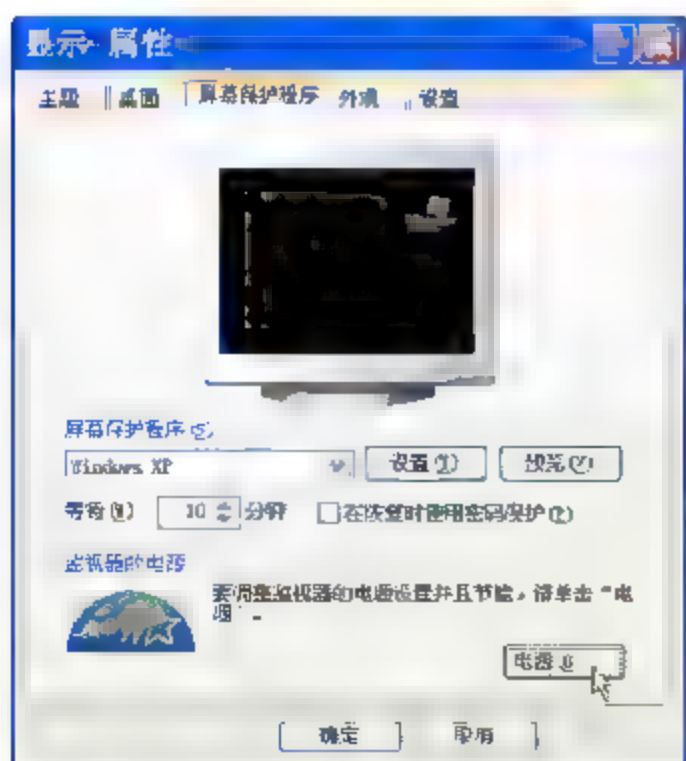 显示 属性
主题 桌面 屏幕保护程序 外观 设置
屏幕保护程序(S)
Windows XP
设置(T) 预览(V)
等待(W) 10 分钟 在恢复时使用密码保护(P)
监视器的电源
要调整监视器的电源设置并且节能，请单击“电
源”。
电源
确定 取消